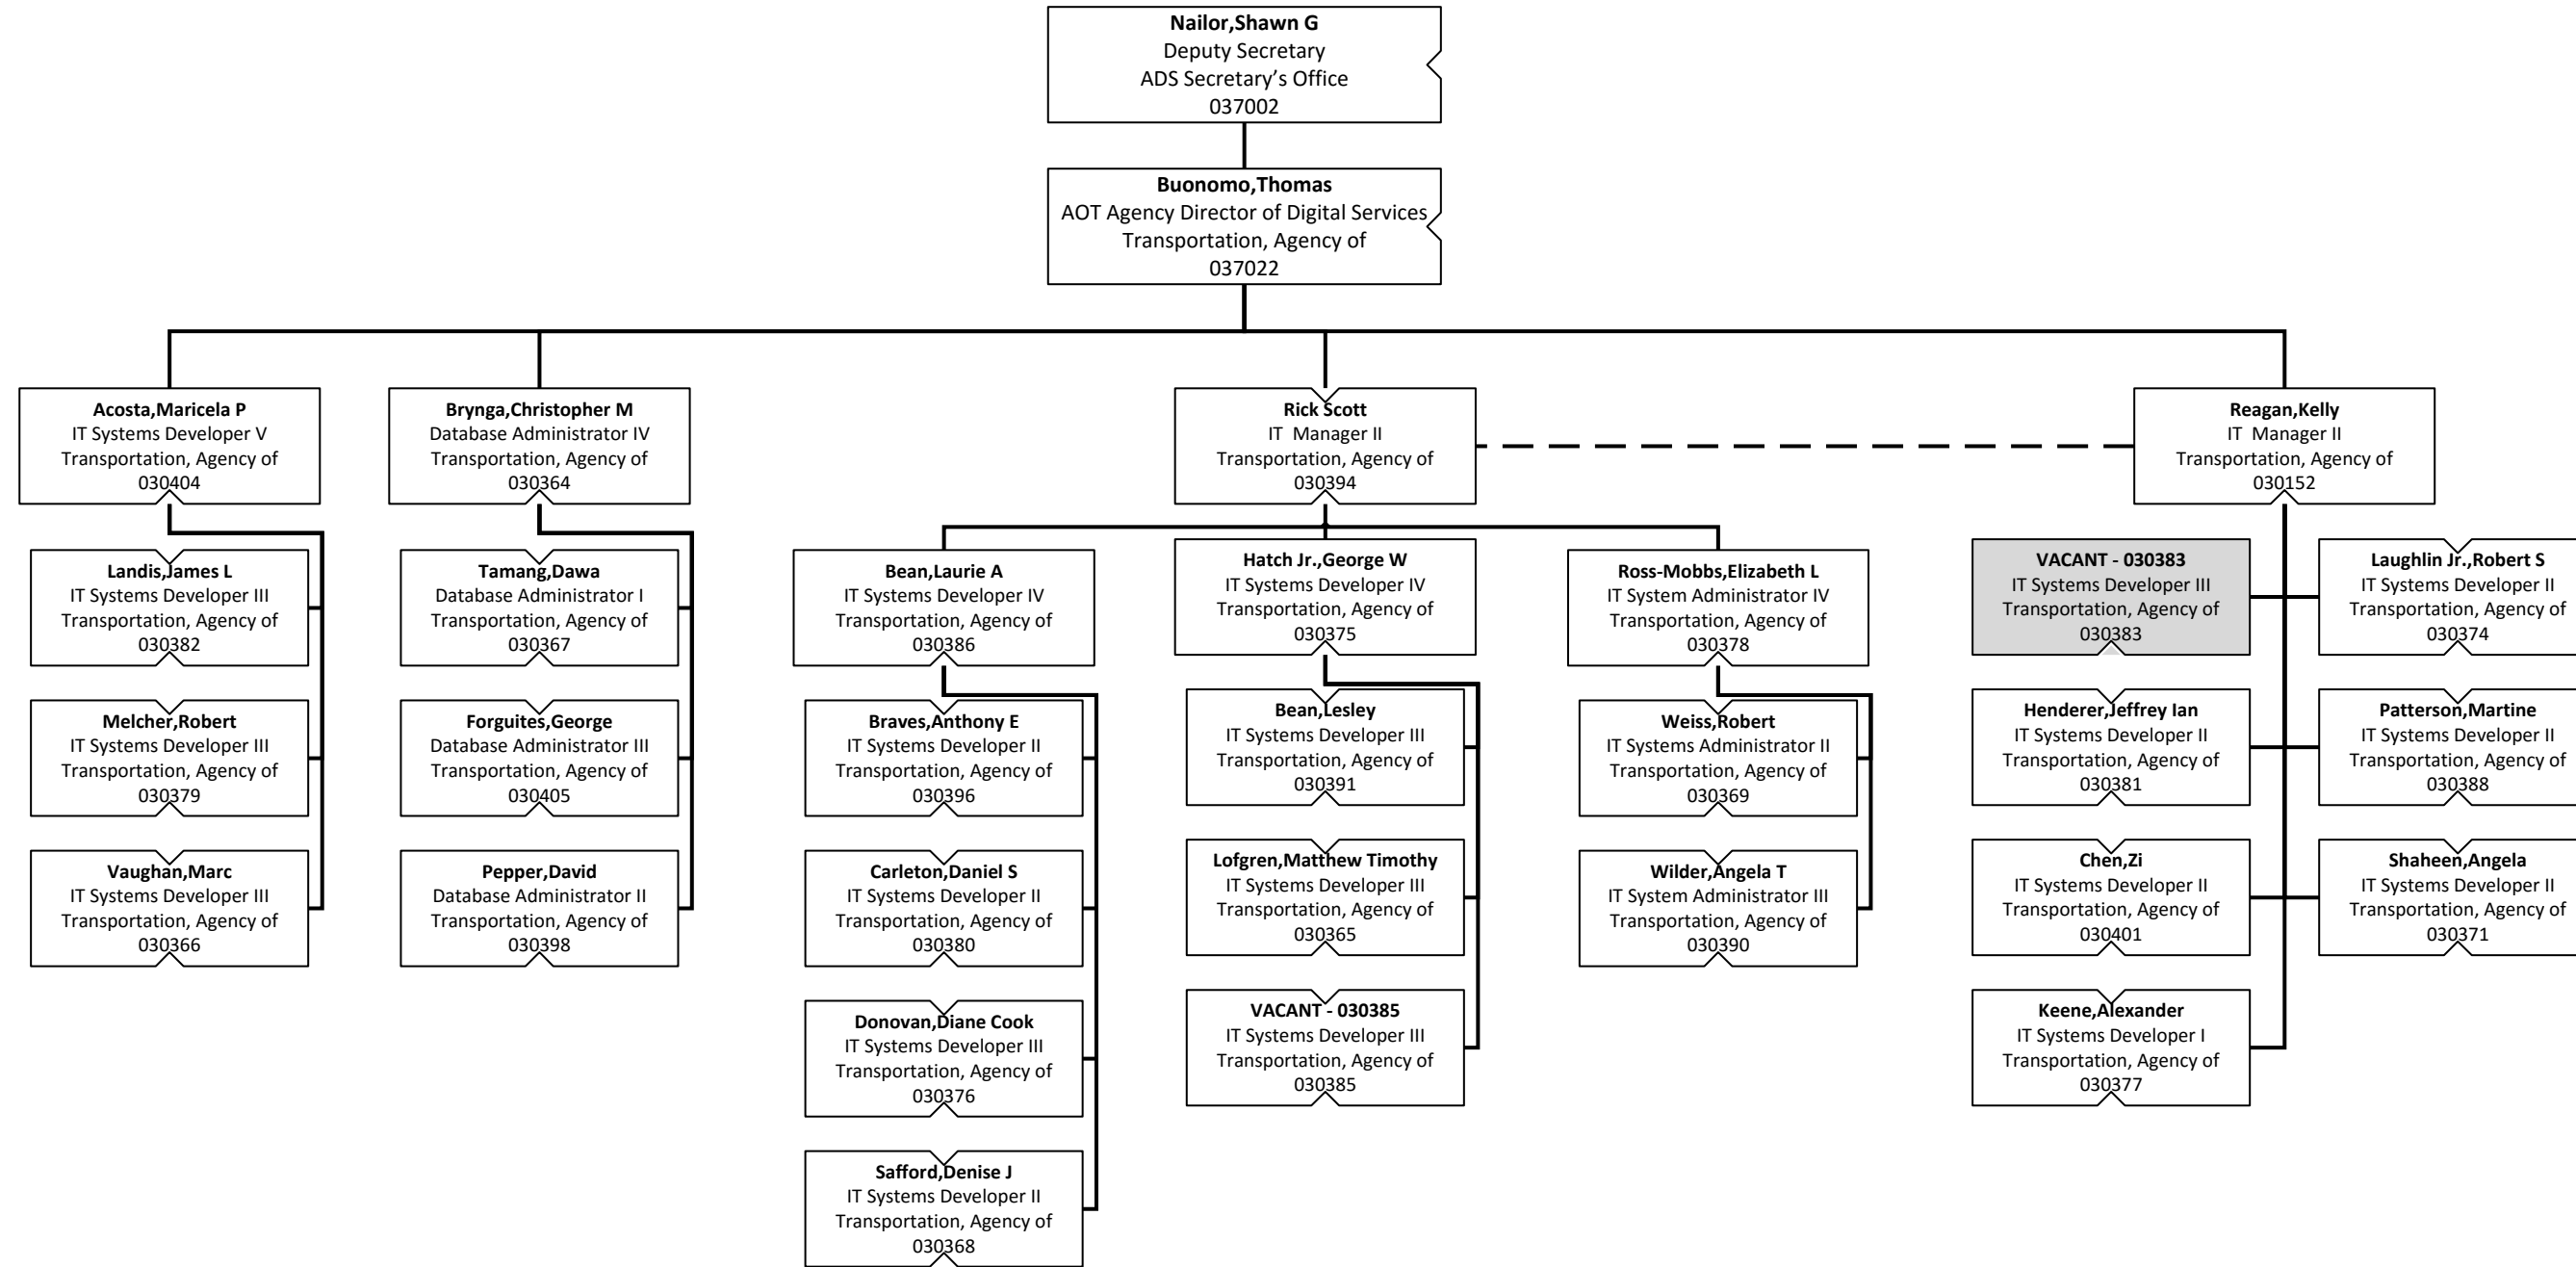 Nailor,Shawn G
Deputy Secretary
ADS Secretary’s Office
037002
Buonomo,Thomas
AOT Agency Director of Digital Services
Transportation, Agency of
037022
Acosta,Maricela P
IT Systems Developer V
Transportation, Agency of
030404
Brynga,Christopher M
Database Administrator IV
Transportation, Agency of
030364
Rick Scott
IT  Manager II
Transportation, Agency of
030394
Reagan,Kelly
IT  Manager II
Transportation, Agency of
030152
Landis,James L
IT Systems Developer III
Transportation, Agency of
030382
Melcher,Robert
IT Systems Developer III
Transportation, Agency of
030379
Vaughan,Marc
IT Systems Developer III
Transportation, Agency of
030366
Tamang,Dawa
Database Administrator I
Transportation, Agency of
030367
Forguites,George
Database Administrator III
Transportation, Agency of
030405
Pepper,David
Database Administrator II
Transportation, Agency of
030398
Bean,Laurie A
IT Systems Developer IV
Transportation, Agency of
030386
Braves,Anthony E
IT Systems Developer II
Transportation, Agency of
030396
Carleton,Daniel S
IT Systems Developer II
Transportation, Agency of
030380
Donovan,Diane Cook
IT Systems Developer III
Transportation, Agency of
030376
Safford,Denise J
IT Systems Developer II
Transportation, Agency of
030368
Hatch Jr.,George W
IT Systems Developer IV
Transportation, Agency of
030375
Bean,Lesley
IT Systems Developer III
Transportation, Agency of
030391
Lofgren,Matthew Timothy
IT Systems Developer III
Transportation, Agency of
030365
VACANT - 030385
IT Systems Developer III
Transportation, Agency of
030385
Ross-Mobbs,Elizabeth L
IT System Administrator IV
Transportation, Agency of
030378
Weiss,Robert
IT Systems Administrator II
Transportation, Agency of
030369
Wilder,Angela T
IT System Administrator III
Transportation, Agency of
030390
VACANT - 030383
IT Systems Developer III
Transportation, Agency of
030383
Laughlin Jr.,Robert S
IT Systems Developer II
Transportation, Agency of
030374
Henderer,Jeffrey Ian
IT Systems Developer II
Transportation, Agency of
030381
Patterson,Martine
IT Systems Developer II
Transportation, Agency of
030388
Chen,Zi
IT Systems Developer II
Transportation, Agency of
030401
Shaheen,Angela
IT Systems Developer II
Transportation, Agency of
030371
Keene,Alexander
IT Systems Developer I
Transportation, Agency of
030377